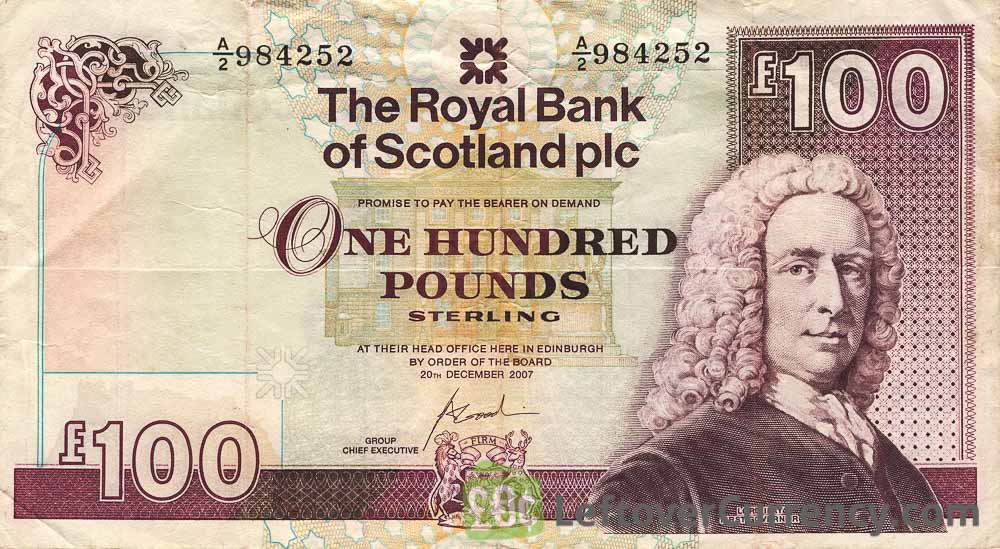 A/2 984252
A/2 984252
£100
The Royal Bank
of Scotland plc
PROMISE TO PAY THE BEARER ON DEMAND
ONE HUNDRED
POUNDS
STERLING
AT THEIR HEAD OFFICE HERE IN EDINBURGH
BY ORDER OF THE BOARD
20TH DECEMBER 2007
GROUP
CHIEF EXECUTIVE
FIRM
£100
LeftoverCurrency.com